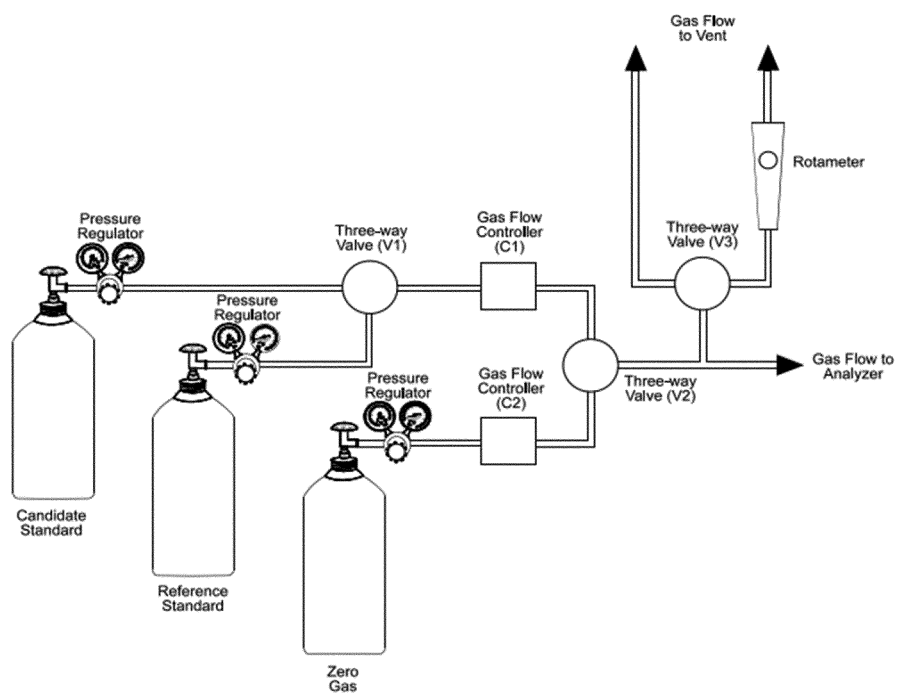 Gas Flow
to Vent
Rotameter
Pressure
Regulator
Three-way
Valve (V1)
Gas Flow
Controller
(C1)
Three-way
Valve (V3)
Pressure
Regulator
Gas Flow to
Analyzer
Pressure
Regulator
Gas Flow
Controller
(C2)
Three-way
Valve (V2)
Candidate
Standard
Reference
Standard
Zero
Gas